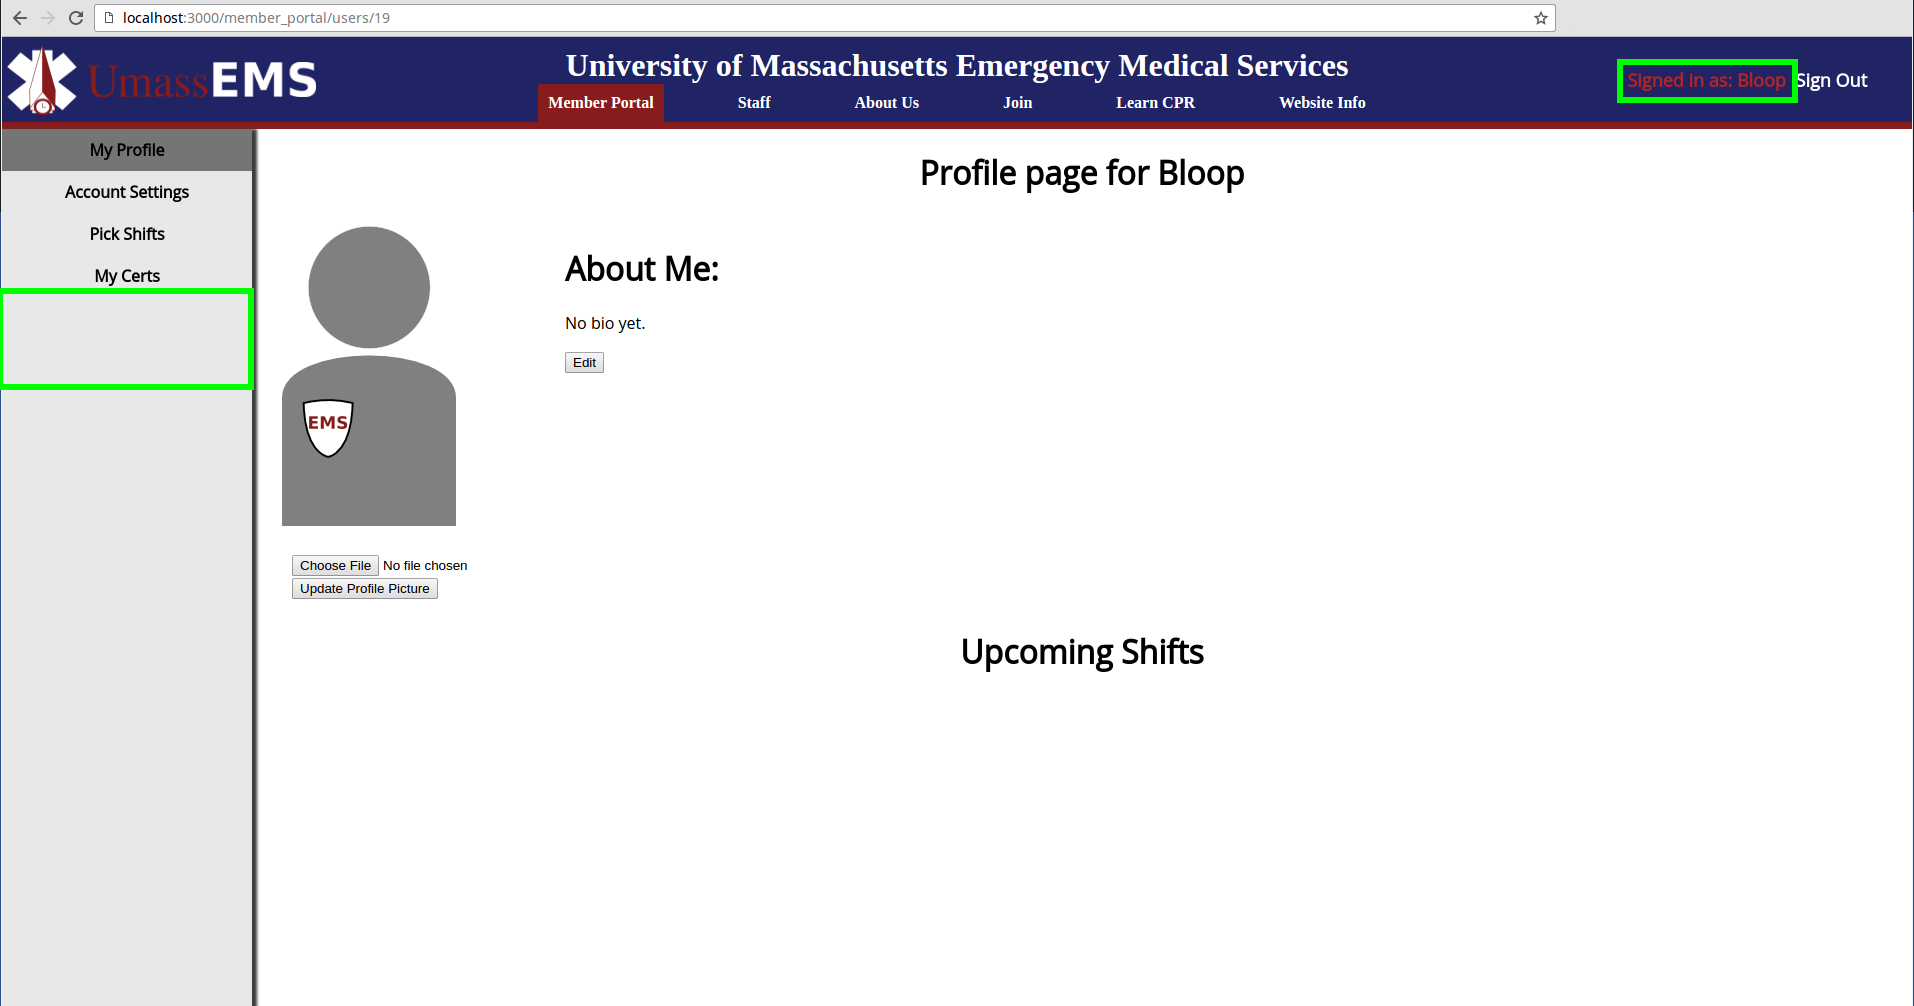 localhost:3000/member_portal/users/19
UmassEMS
University of Massachusetts Emergency Medical Services
Member Portal Staff About Us Join Learn CPR Website Info
Signed in as: Bloop Sign Out
My Profile
Account Settings
Pick Shifts
My Certs
Profile page for Bloop
About Me:
No bio yet.
Edit
EMS
Choose File No file chosen
Update Profile Picture
Upcoming Shifts